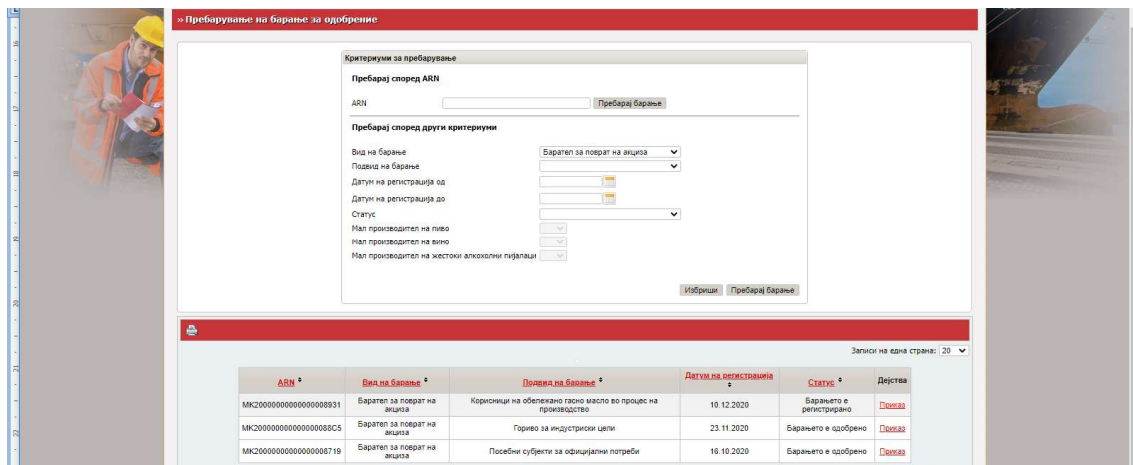 » Пребарување на барање за одобрение
Критериуми за пребарување
Пребарај според ARN
ARN Пребарај барање
Пребарај според други критериуми
Вид на барање Барател за поврат на акциза
Подвид на барање
Датум на регистрација од
Датум на регистрација до
Статус
Мал производител на пиво
Мал производител на вино
Мал производител на жестоки алкохолни пијалаци
Избриши Пребарај барање
Записи на една страна: 20
ARN Вид на барање Подвид на барање Датум на регистрација Статус Дејства
Барател за поврат на акциза Корисници на обележано гасно масло во процес на производство 10.12.2020 Барањето е регистрирано Приказ
Барател за поврат на акциза Гориво за индустриски цели 23.11.2020 Барањето е одобрено Приказ
Барател за поврат на акциза Посебни субјекти за официјални потреби 16.10.2020 Барањето е одобрено Приказ